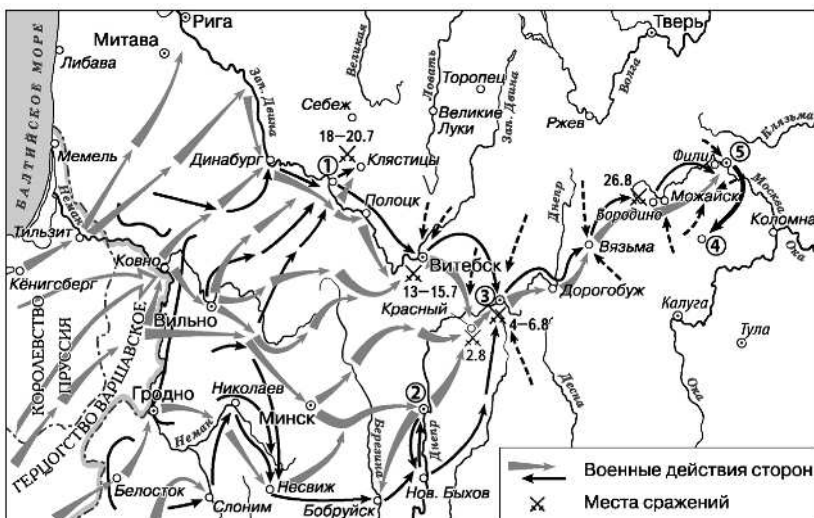 Рига
Тверь
Митава
Либава
БАЛТИЙСКОЕ МОРЕ
Зап. Двина
Великая
Ловать
Торопец
Великие
Луки
Зап. Двина
Волга
Ржев
Себеж
18–20.7
Клястицы
Динабург
1
Полоцк
Мемель
Неман
Тильзит
Клязьма
Фили
5
26.8
Бородино
Можайск
Москва
Коломна
4
Ока
Днепр
Вязьма
Витебск
13–15.7
Ковно
Кёнигсберг
Вильно
Красный
3
4–6.8
2.8
Дорогобуж
Калуга
Тула
КОРОЛЕВСТВО
ПРУССИЯ
ГЕРЦОГСТВО ВАРШАВСКОЕ
Гродно
Николаев
Неман
Минск
2
Березина
Днепр
Десна
Ока
Белосток
Слоним
Несвиж
Бобруйск
Нов. Быхов
Военные действия сторон
Места сражений